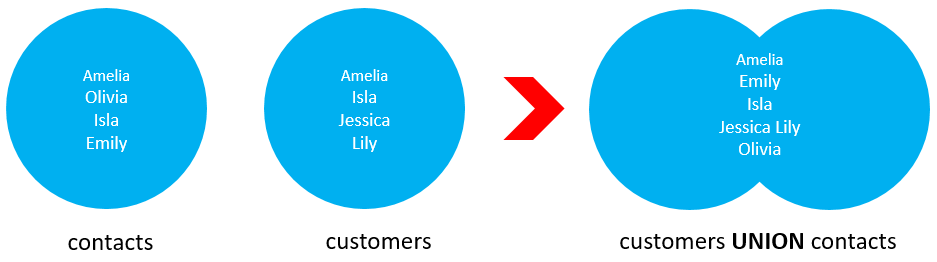 Amelia
Olivia
Isla
Emily
contacts
Amelia
Isla
Jessica
Lily
customers
Amelia
Emily
Isla
Jessica Lily
Olivia
customers UNION contacts